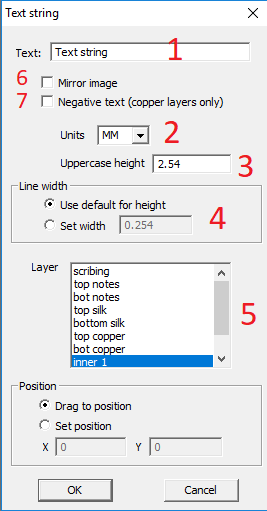 Text string
Text: Text string 1
6 Mirror image
7 Negative text (copper layers only)
Units MM 2
Uppercase height 2.54 3
Line width
Use default for height
Set width 0.254 4
Layer
scribing
top notes
bot notes
top silk
bottom silk
top copper
bot copper
inner 1
5
Position
Drag to position
Set position
X 0 Y 0
OK Cancel